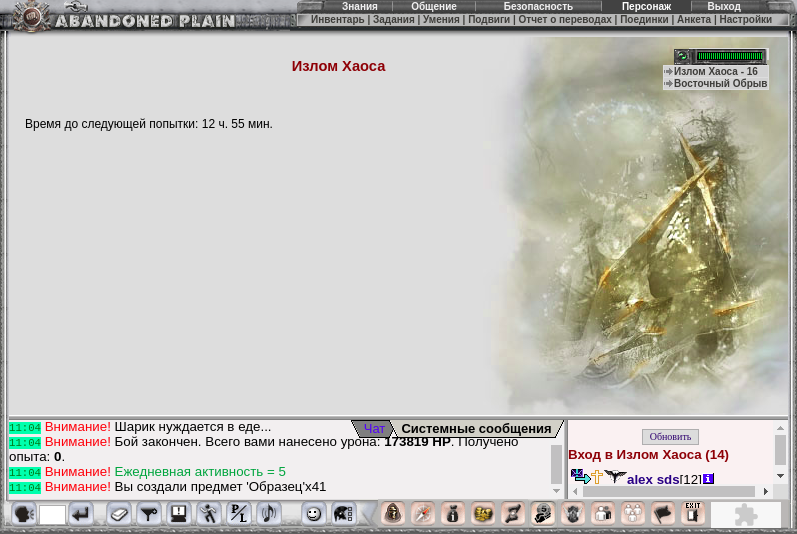 ABANDONED PLAIN
Знания Общение Безопасность Персонаж Выход
Инвентарь | Задания | Умения | Подвиги | Отчет о переводах | Поединки | Анкета | Настройки
Излом Хаоса
Излом Хаоса - 16
Восточный Обрыв
Время до следующей попытки: 12 ч. 55 мин.
Чат Системные сообщения
11:04 Внимание! Шарик нуждается в еде...
11:04 Внимание! Бой закончен. Всего вами нанесено урона: 173819 HP. Получено
опыта: 0.
11:04 Внимание! Ежедневная активность = 5
11:04 Внимание! Вы создали предмет 'Образец'x41
Обновить
Вход в Излом Хаоса (14)
alex sds[12]
P/L
EXIT